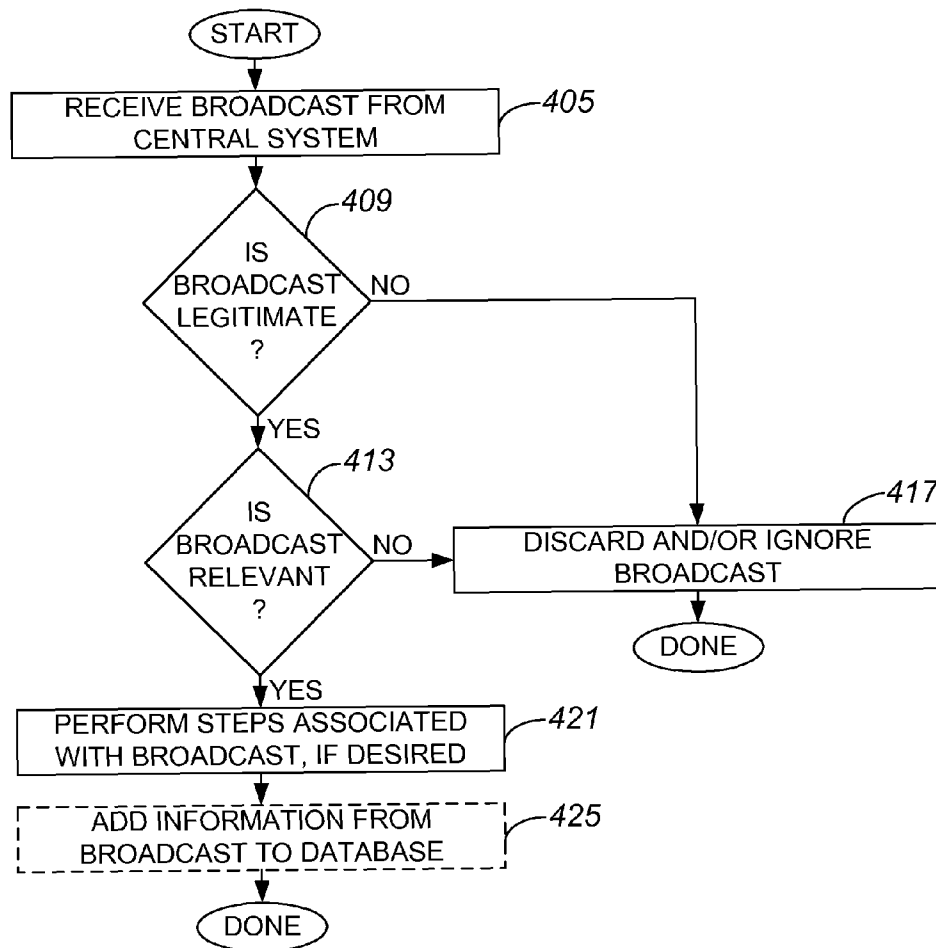 START
RECEIVE BROADCAST FROM
CENTRAL SYSTEM
405
409
IS
BROADCAST
LEGITIMATE
?
NO
YES
413
IS
BROADCAST
RELEVANT
?
NO
417
DISCARD AND/OR IGNORE
BROADCAST
DONE
YES
PERFORM STEPS ASSOCIATED
WITH BROADCAST, IF DESIRED
421
ADD INFORMATION FROM
BROADCAST TO DATABASE
425
DONE